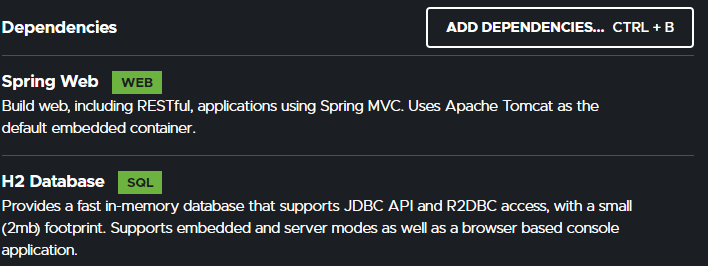 Dependencies ADD DEPENDENCIES... CTRL + B
Spring Web WEB
Build web, including RESTful, applications using Spring MVC. Uses Apache Tomcat as the
default embedded container.
H2 Database SQL
Provides a fast in-memory database that supports JDBC API and R2DBC access, with a small
(2mb) footprint. Supports embedded and server modes as well as a browser based console
application.